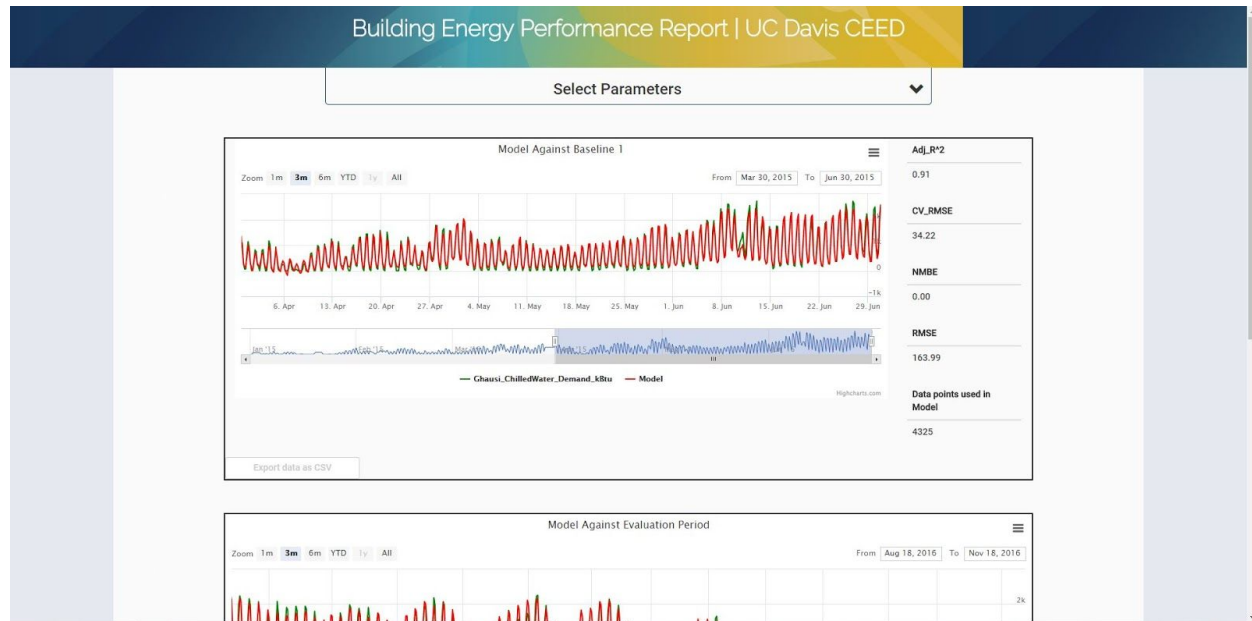 Building Energy Performance Report | UC Davis CEED
Select Parameters
Model Against Baseline 1
Zoom 1m 3m 6m YTD 1y All
From Mar 30, 2015 To Jun 30, 2015
0
-1k
6. Apr 13. Apr 20. Apr 27. Apr 4. May 11. May 18. May 25. May 1. Jun 8. Jun 15. Jun 22. Jun 29. Jun
Jan '15 Feb '15 Mar
Ghausi_ChilledWater_Demand_kBtu Model
Highcharts.com
Export data as CSV
Adj_R^2
0.91
CV_RMSE
34.22
NMBE
0.00
RMSE
163.99
Data points used in
Model
4325
Model Against Evaluation Period
Zoom 1m 3m 6m YTD 1y All
From Aug 18, 2016 To Nov 18, 2016
2k